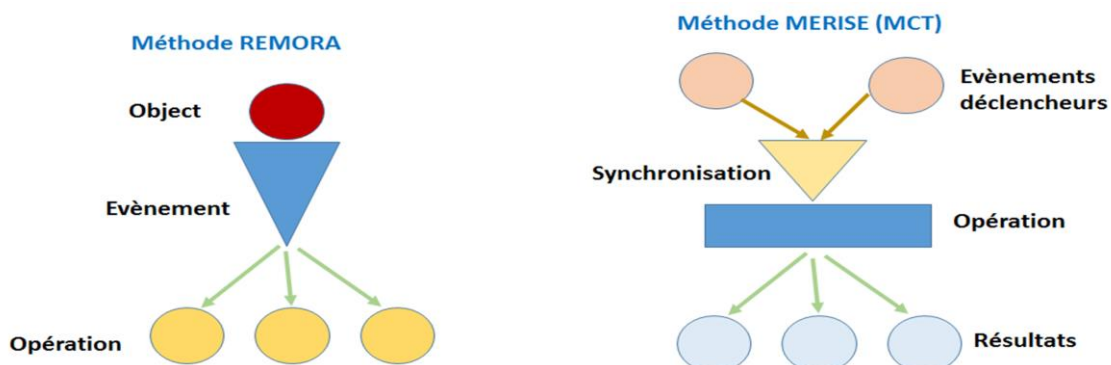 Méthode REMORA
Object
Evènement
Opération
Méthode MERISE (MCT)
Evènements
déclencheurs
Synchronisation
Opération
Résultats